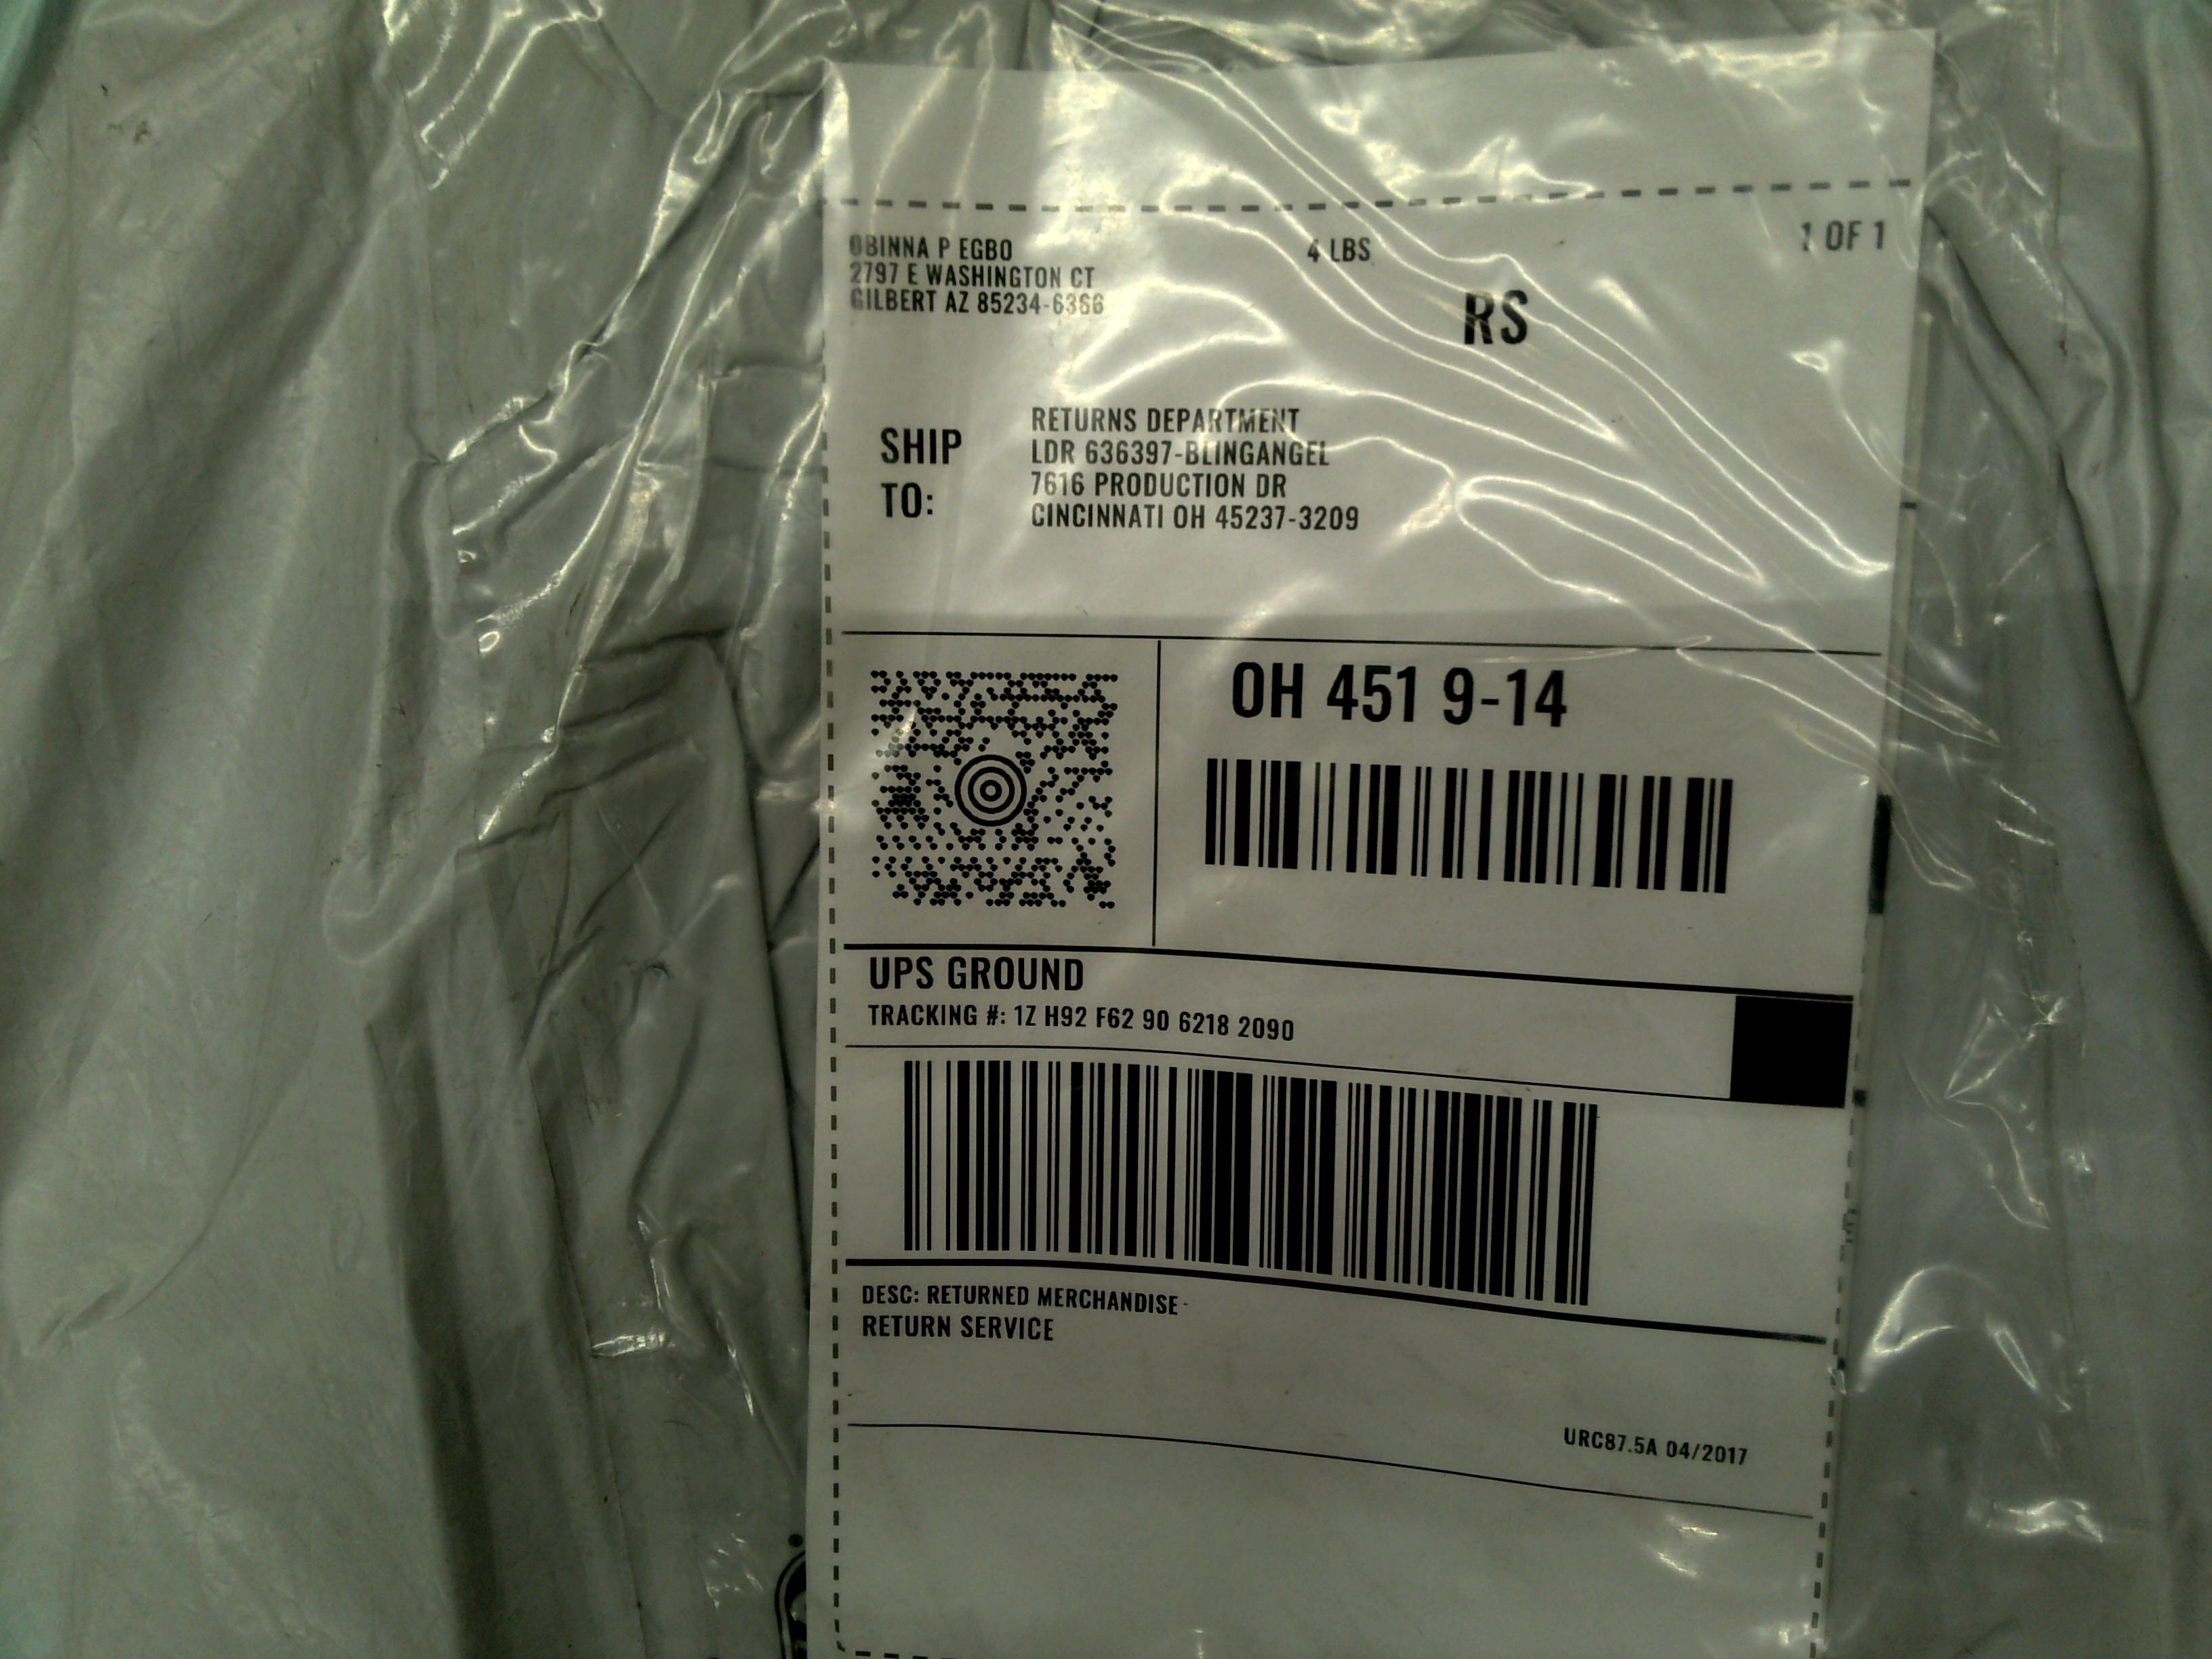 OBINNA P EGBO
2797 E WASHINGTON CT
GILBERT AZ 85234-6366
4 LBS
1 OF 1
RS
SHIP TO:
RETURNS DEPARTMENT
LDR 636397-BLINGANGEL
7616 PRODUCTION DR
CINCINNATI OH 45237-3209
OH 451 9-14
UPS GROUND
TRACKING #: 1Z H92 F62 90 6218 2090
DESC: RETURNED MERCHANDISE-
RETURN SERVICE
URC87.5A 04/2017